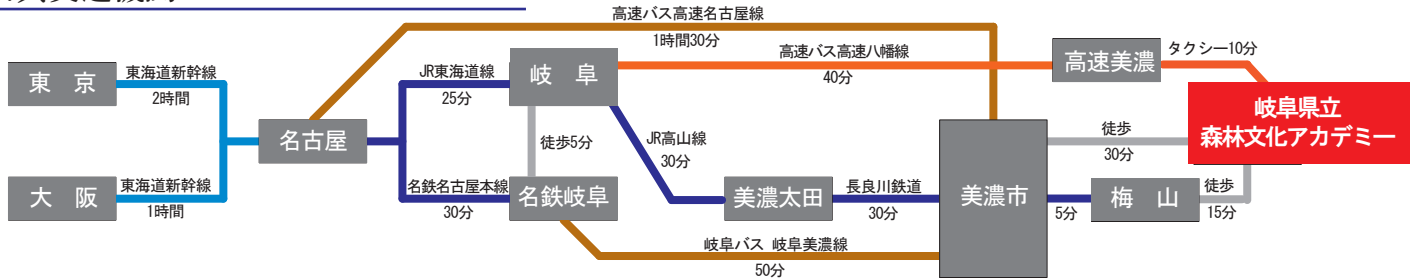 高速バス高速名古屋線
1時間30分
高速バス高速八幡線
40分
高速美濃
タクシー10分
東 京
東海道新幹線
2時間
JR東海道線
25分
岐 阜
岐阜県立
森林文化アカデミー
名古屋
徒歩5分
JR高山線
30分
徒歩
30分
大 阪
東海道新幹線
1時間
名鉄名古屋本線
30分
名鉄岐阜
美濃太田
長良川鉄道
30分
美濃市
5分
梅 山
徒歩
15分
岐阜バス 岐阜美濃線
50分